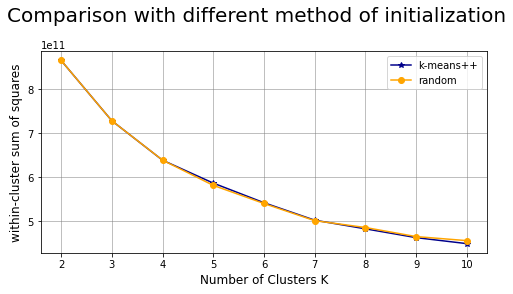 Comparison with different method of initialization
1e11
k-means++
random
8
7
6
5
within-cluster sum of squares
2 3 4 5 6 7 8 9 10
Number of Clusters K